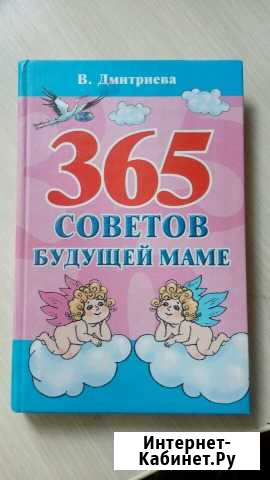 В. Дмитриева
365
СОВЕТОВ
БУДУЩЕЙ МАМЕ
Интернет-
Кабинет.Ру